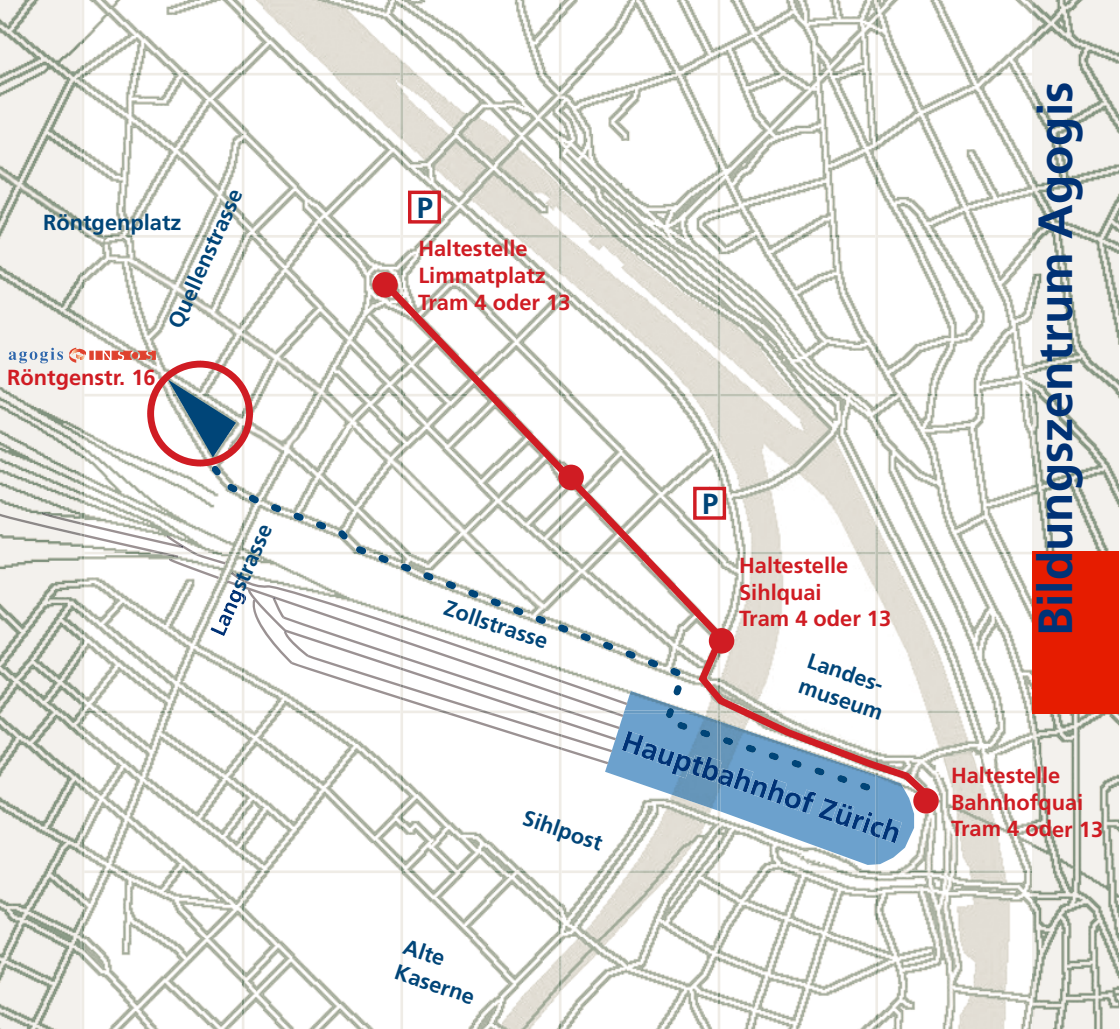 Bildungszentrum Agogis
Röntgenplatz
Quellenstrasse
P
Haltestelle
Limmatplatz
Tram 4 oder 13
agogis INSOS
Röntgenstr. 16
P
Langstrasse
Zollstrasse
Haltestelle
Sihlquai
Tram 4 oder 13
Landes-
museum
Hauptbahnhof Zürich
Haltestelle
Bahnhofquai
Tram 4 oder 13
Sihlpost
Alte
Kaserne